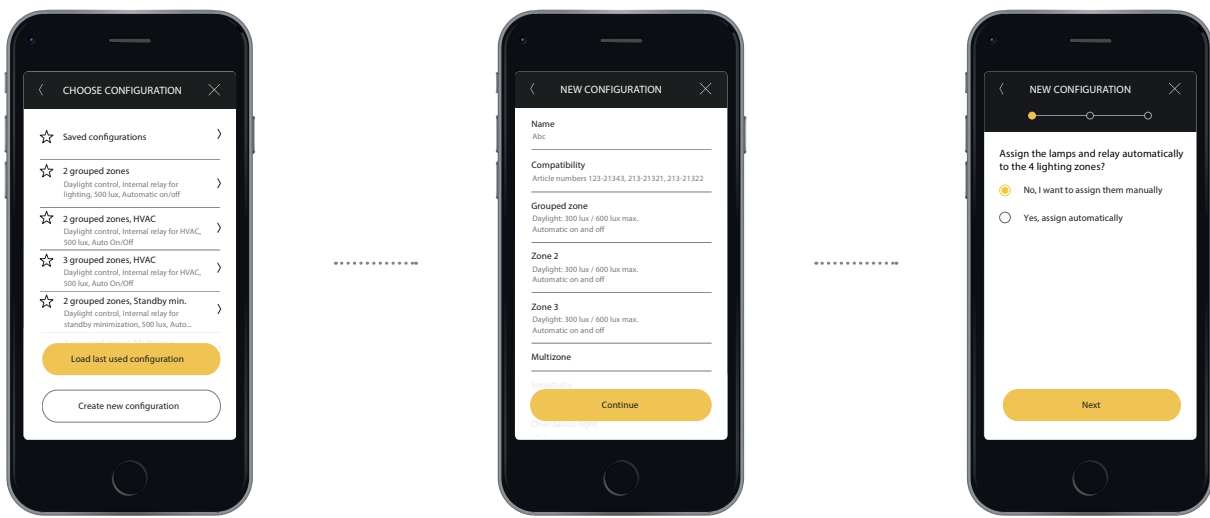 CHOOSE CONFIGURATION
Saved configurations
2 grouped zones
Daylight control, Internal relay for
lighting, 500 lux, Automatic on/off
2 grouped zones, HVAC
Daylight control, Internal relay for HVAC,
500 lux, Auto On/Off
3 grouped zones, HVAC
Daylight control, Internal relay for HVAC,
500 lux, Auto On/Off
2 grouped zones, Standby min.
Daylight control, Internal relay for
standby minimization, 500 lux, Auto...
Load last used configuration
Create new configuration
NEW CONFIGURATION
Name
Abc
Compatibility
Article numbers 123-21343, 213-21321, 213-21322
Grouped zone
Daylight: 300 lux / 600 lux max.
Automatic on and off
Zone 2
Daylight: 300 lux / 600 lux max.
Automatic on and off
Zone 3
Daylight: 300 lux / 600 lux max.
Automatic on and off
Multizone
Sensitivity
Continue
Orientation light
NEW CONFIGURATION
Assign the lamps and relay automatically
to the 4 lighting zones?
No, I want to assign them manually
Yes, assign automatically
Next